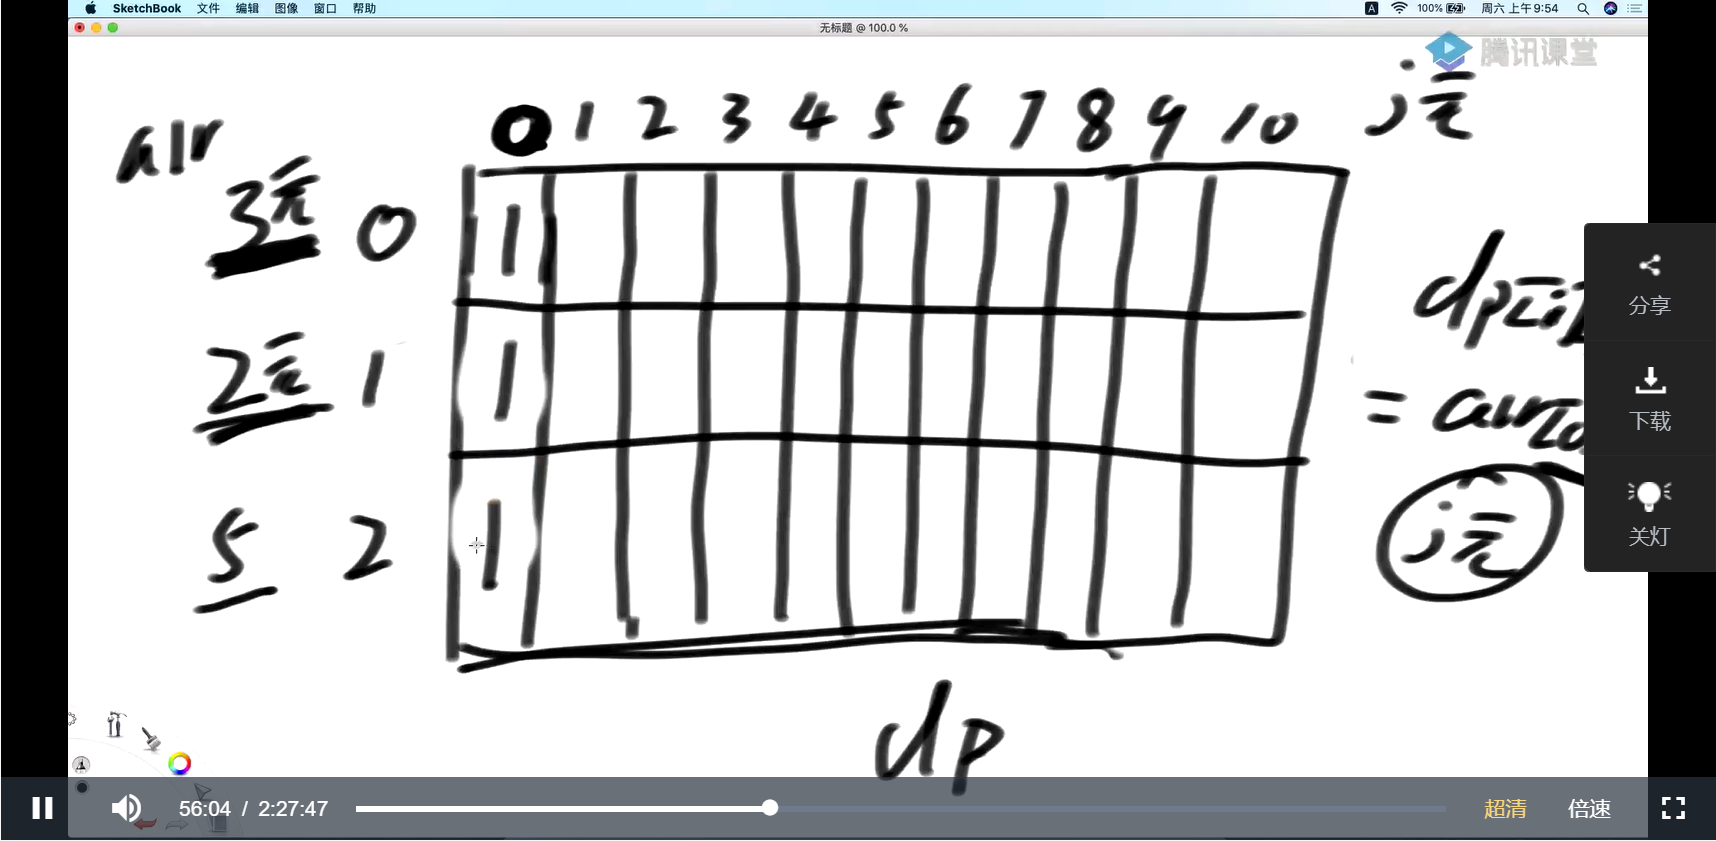 SketchBook 文件 编辑 图像 窗口 帮助 A 100% 周六 上午9:54
无标题 @ 100.0 %
腾讯课堂
0 1 2 3 4 5 6 7 8 9 10 j元
arr
3元 0 1
2元 1 1
5 2 1
dp[i]
= arr[0
j元
dp
分享
下载
关灯
56:04 / 2:27:47 超清 倍速